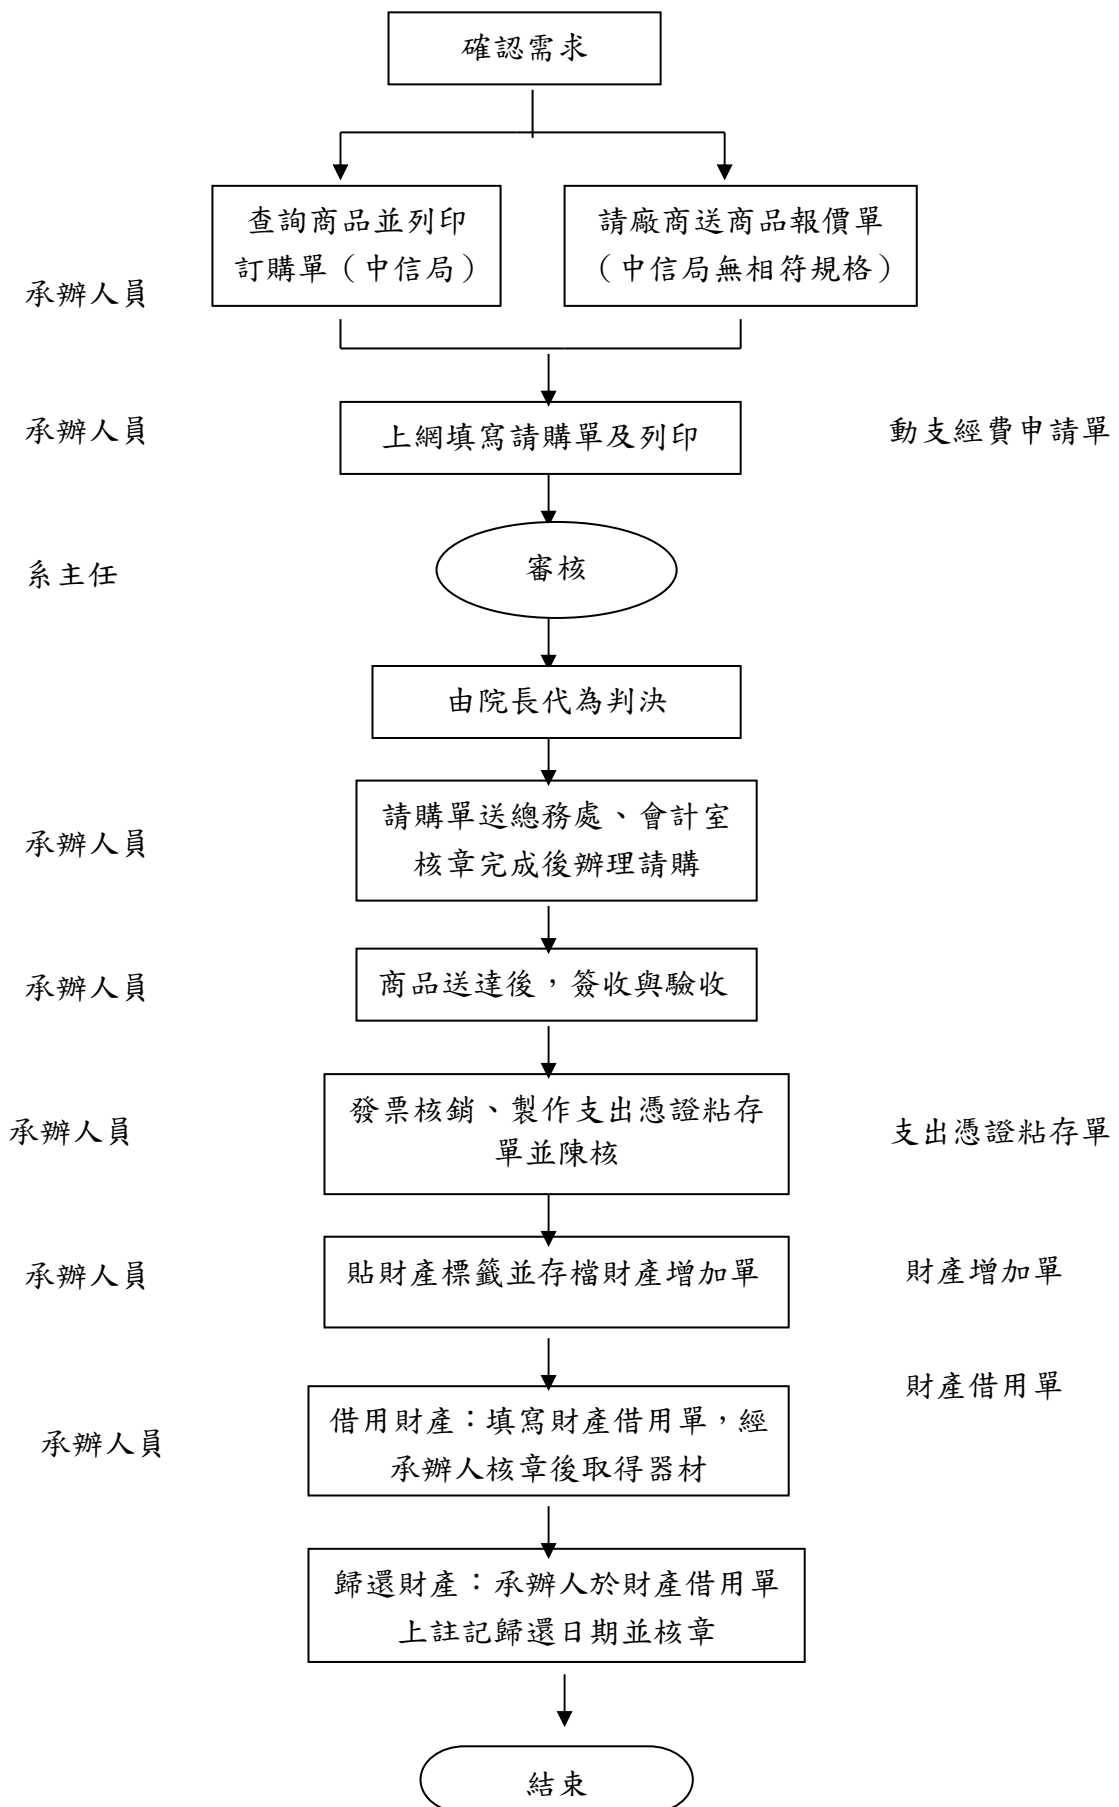 確認需求
查詢商品並列印
訂購單（中信局）
請廠商送商品報價單
（中信局無相符規格）
承辦人員
承辦人員
上網填寫請購單及列印
動支經費申請單
系主任
審核
由院長代為判決
承辦人員
請購單送總務處、會計室
核章完成後辦理請購
承辦人員
商品送達後，簽收與驗收
承辦人員
發票核銷、製作支出憑證粘存
單並陳核
支出憑證粘存單
承辦人員
貼財產標籤並存檔財產增加單
財產增加單
財產借用單
承辦人員
借用財產：填寫財產借用單，經
承辦人核章後取得器材
歸還財產：承辦人於財產借用單
上註記歸還日期並核章
結束